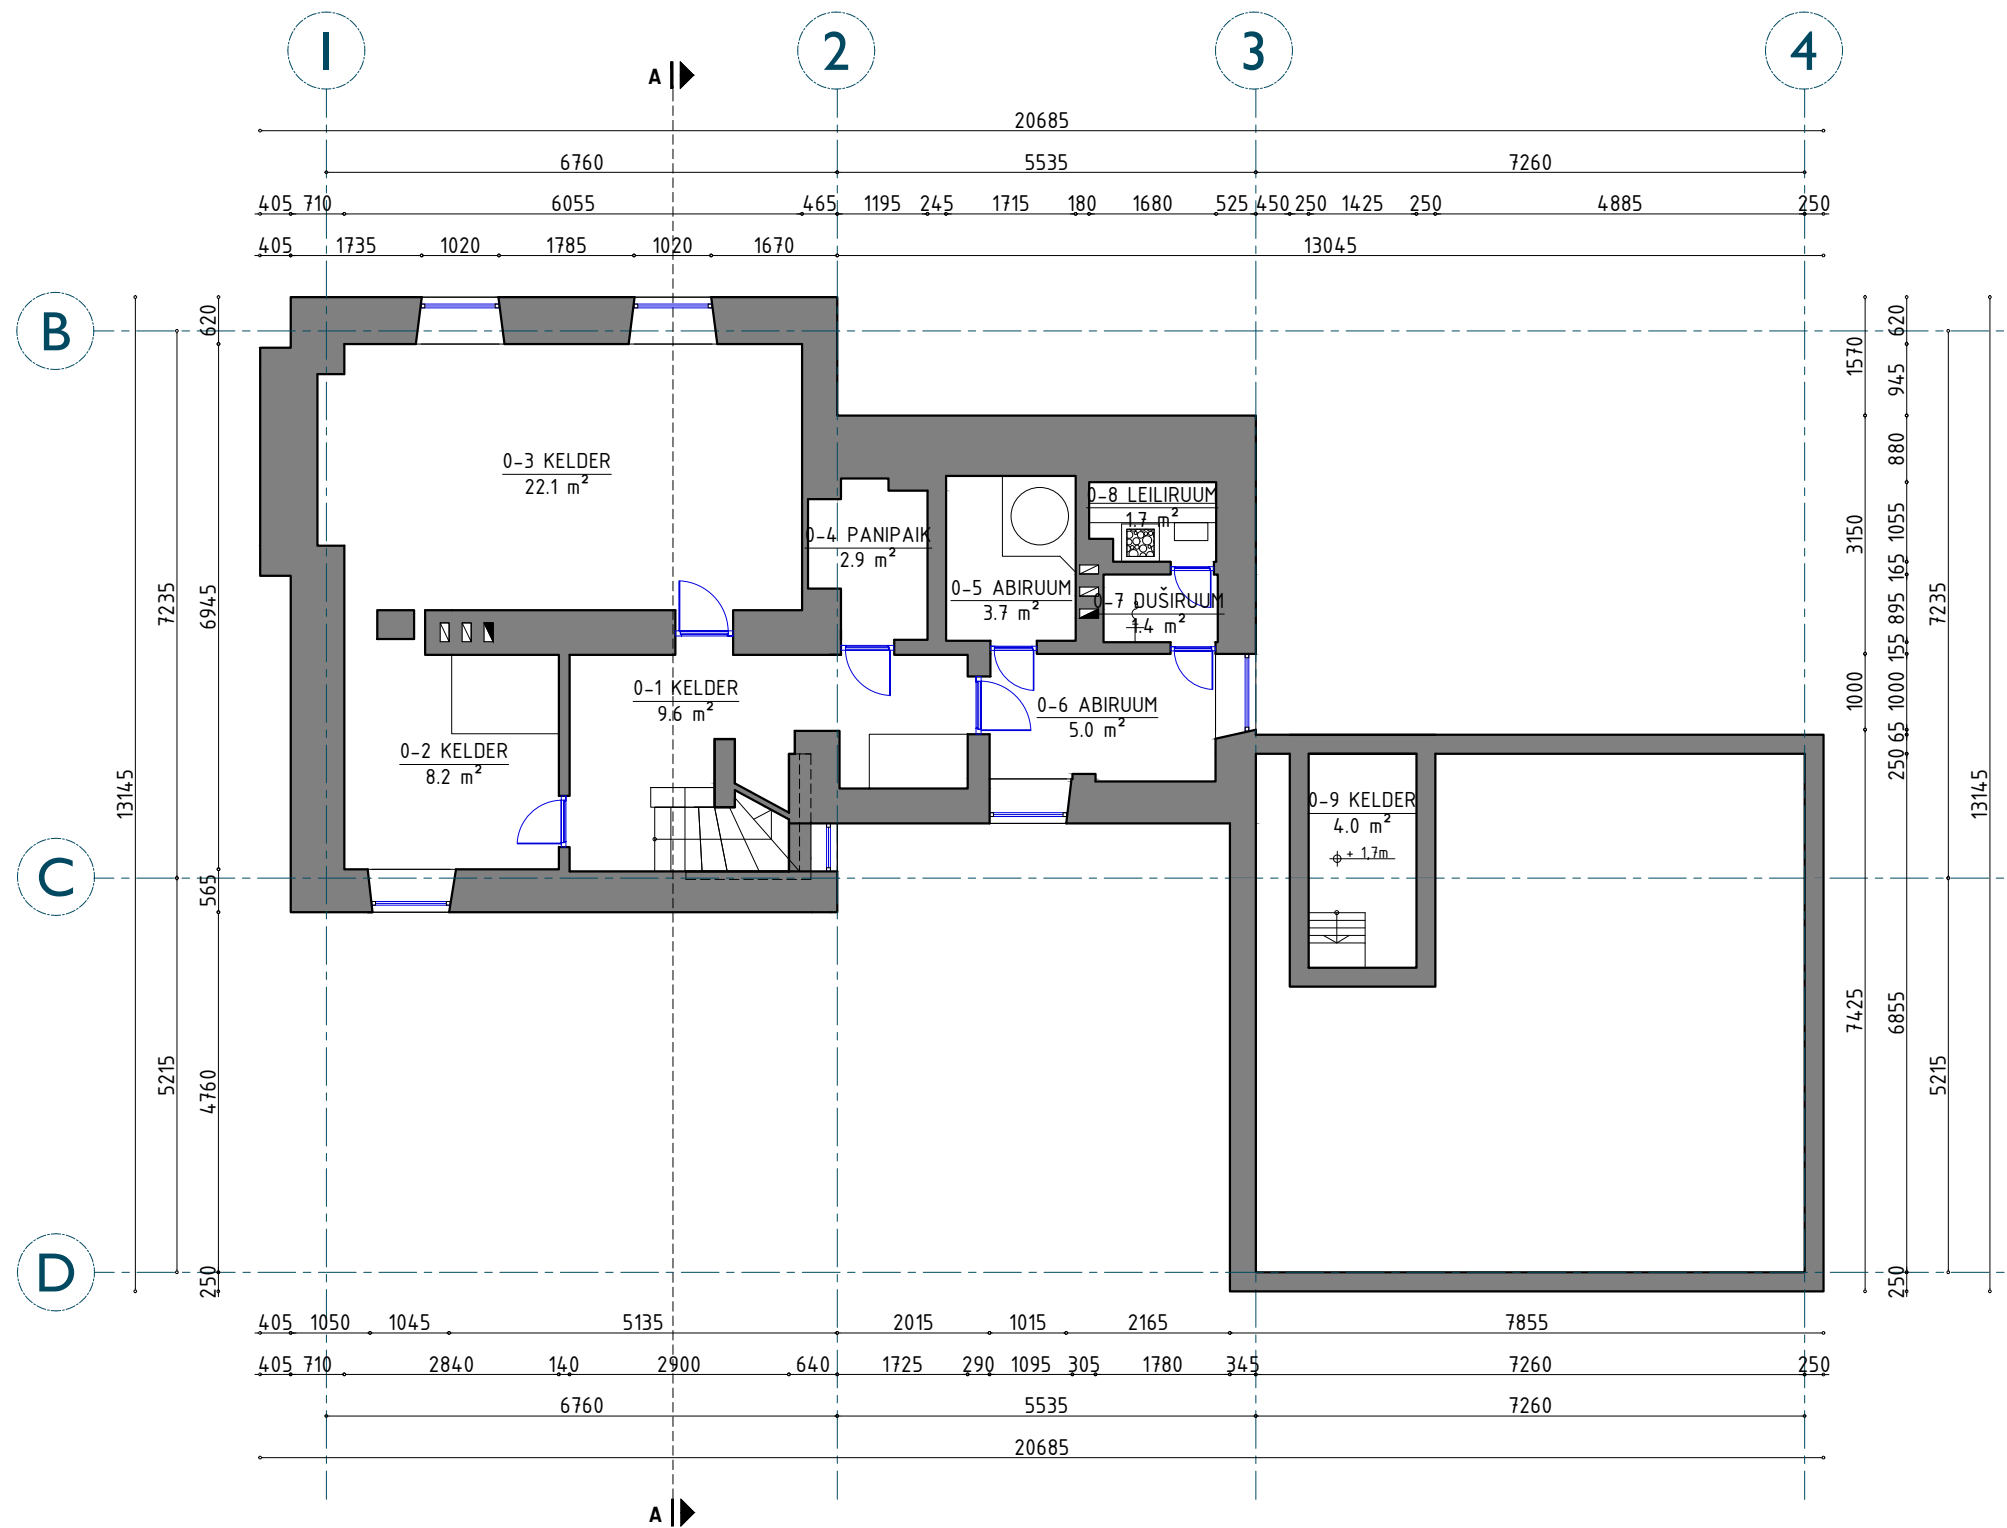 1 2 3 4
A
20685
6760 5535 7260
405 710 6055 465 1195 245 1715 180 1680 525 450 250 1425 250 4885 250
405 1735 1020 1785 1020 1670 13045
B
C
D
13145
7235 5215
620 6945 565 4760 250
0-3 KELDER
22.1 m²
0-4 PANIPAIK
2.9 m²
0-5 ABIRUUM
3.7 m²
0-8 LEILIRUUM
1.7 m²
0-7 DUŠIRUUM
1.4 m²
0-1 KELDER
9.6 m²
0-6 ABIRUUM
5.0 m²
0-2 KELDER
8.2 m²
0-9 KELDER
4.0 m²
+ 1,7m
1570 3150 1000 7425
620 945 880 1055 165 895 155 1000 65 250 6855 250
7235 5215
13145
405 1050 1045 5135 2015 1015 2165 7855
405 710 2840 140 2900 640 1725 290 1095 305 1780 345 7260 250
6760 5535 7260
20685
A